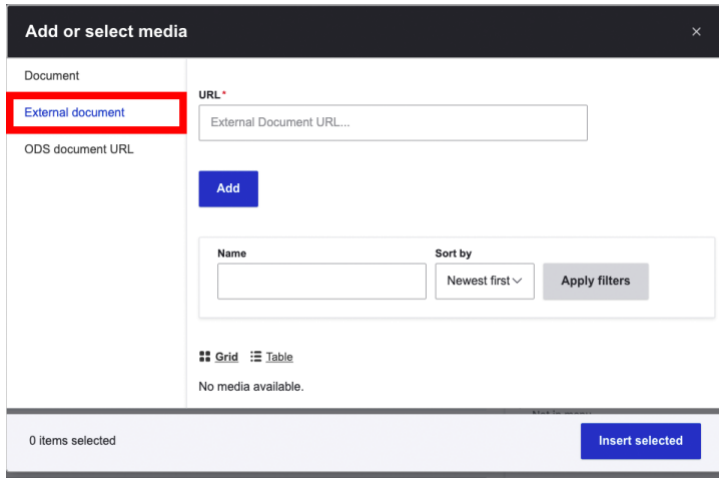 Add or select media ×
Document
External document
ODS document URL
URL*
External Document URL...
Add
Name
Sort by
Newest first
Apply filters
Grid Table
No media available.
0 items selected
Insert selected